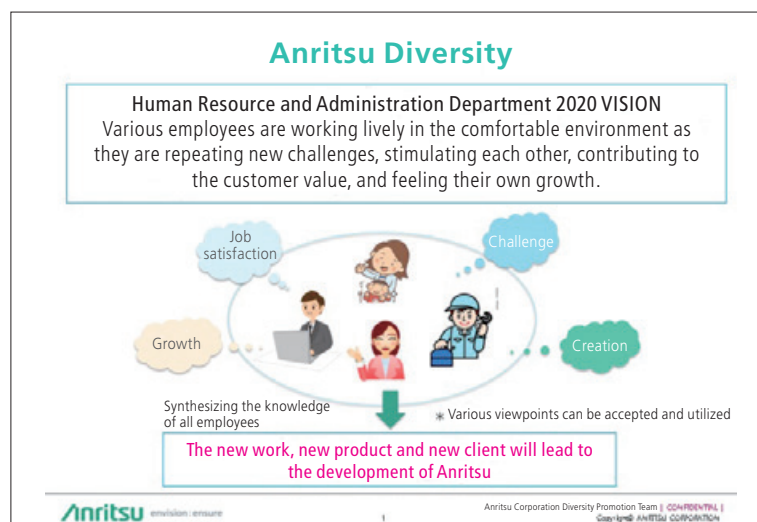 Anritsu Diversity
Human Resource and Administration Department 2020 VISION
Various employees are working lively in the comfortable environment as
they are repeating new challenges, stimulating each other, contributing to
the customer value, and feeling their own growth.
Job
satisfaction
Challenge
Growth
Creation
Synthesizing the knowledge
of all employees
* Various viewpoints can be accepted and utilized
The new work, new product and new client will lead to
the development of Anritsu
Anritsu envision : ensure
1
Anritsu Corporation Diversity Promotion Team | CONFIDENTIAL |
Copyright© ANRITSU CORPORATION